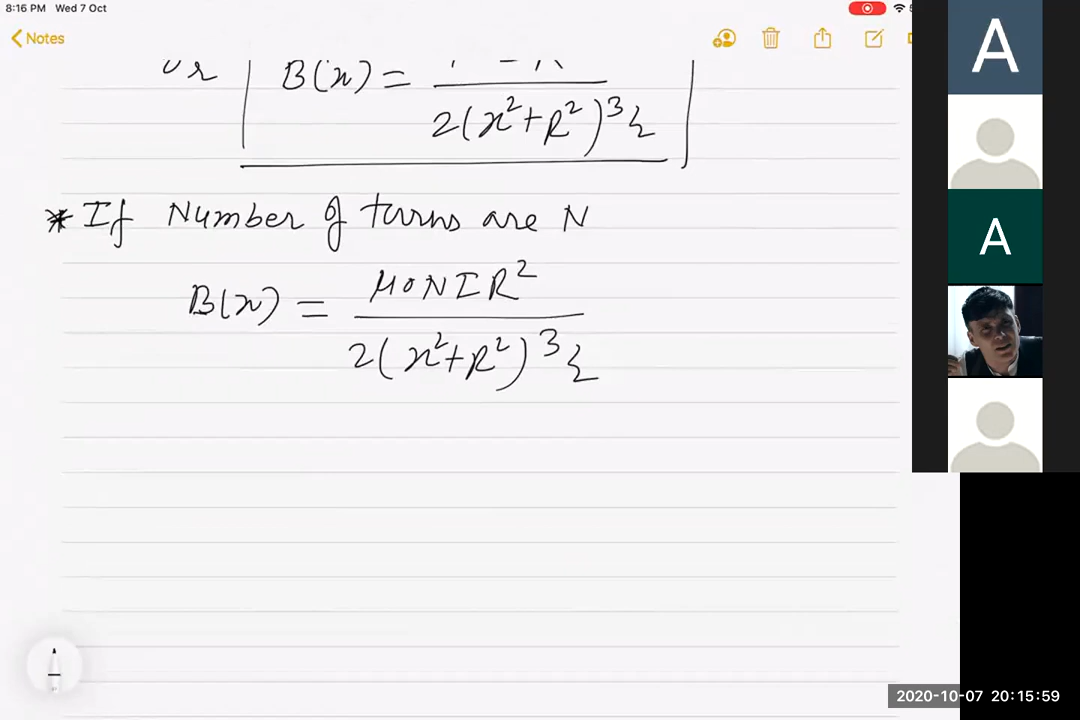 8:16 PM Wed 7 Oct
Notes
or B(x) =
2(x²+R²)^3/2
* If Number of turns are N
B(x) = μ0NIR² / 2(x²+R²)^3/2
A
A
2020-10-07 20:15:59